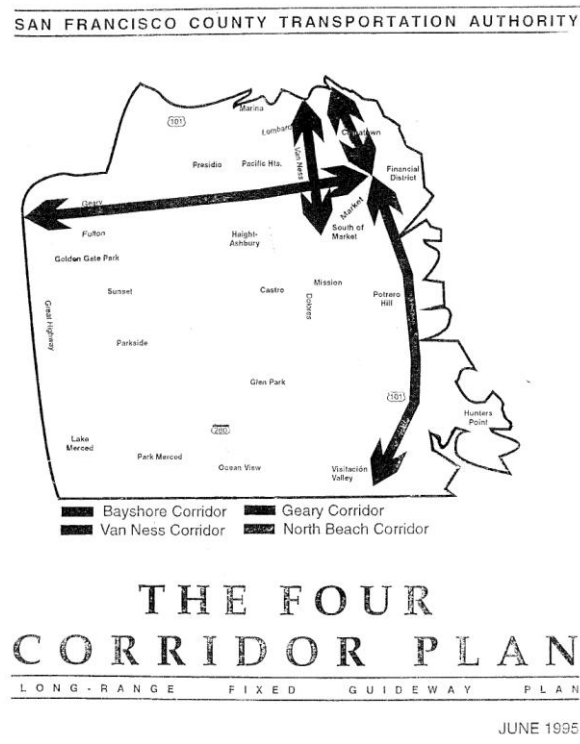 SAN FRANCISCO COUNTY TRANSPORTATION AUTHORITY
Marina
101
Lombard
Chinatown
Presidio
Pacific Hts.
Van Ness
Financial
District
Geary
Market
Fulton
Haight-
Ashbury
South of
Market
Golden Gate Park
Sunset
Castro
Mission
Dolores
Potrero
Hill
Great Highway
Parkside
Glen Park
101
Hunters
Point
280
Lake
Merced
Park Merced
Ocean View
Visitación
Valley
Bayshore Corridor
Geary Corridor
Van Ness Corridor
North Beach Corridor
THE FOUR
CORRIDOR PLAN
LONG-RANGE FIXED GUIDEWAY PLAN
JUNE 1995